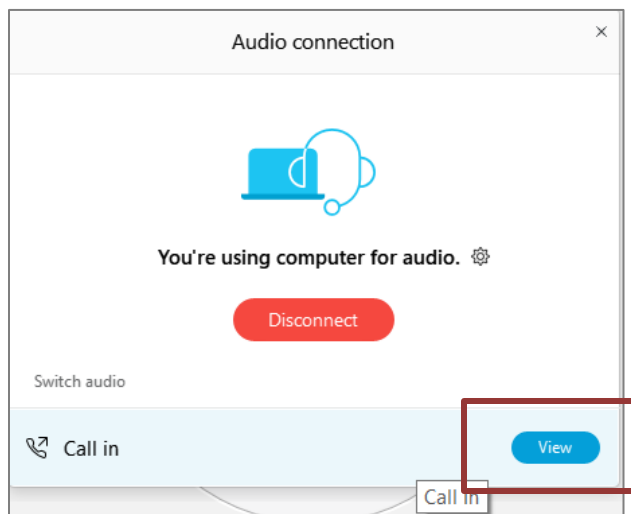 Audio connection
You're using computer for audio.
Disconnect
Switch audio
Call in
View
Call In